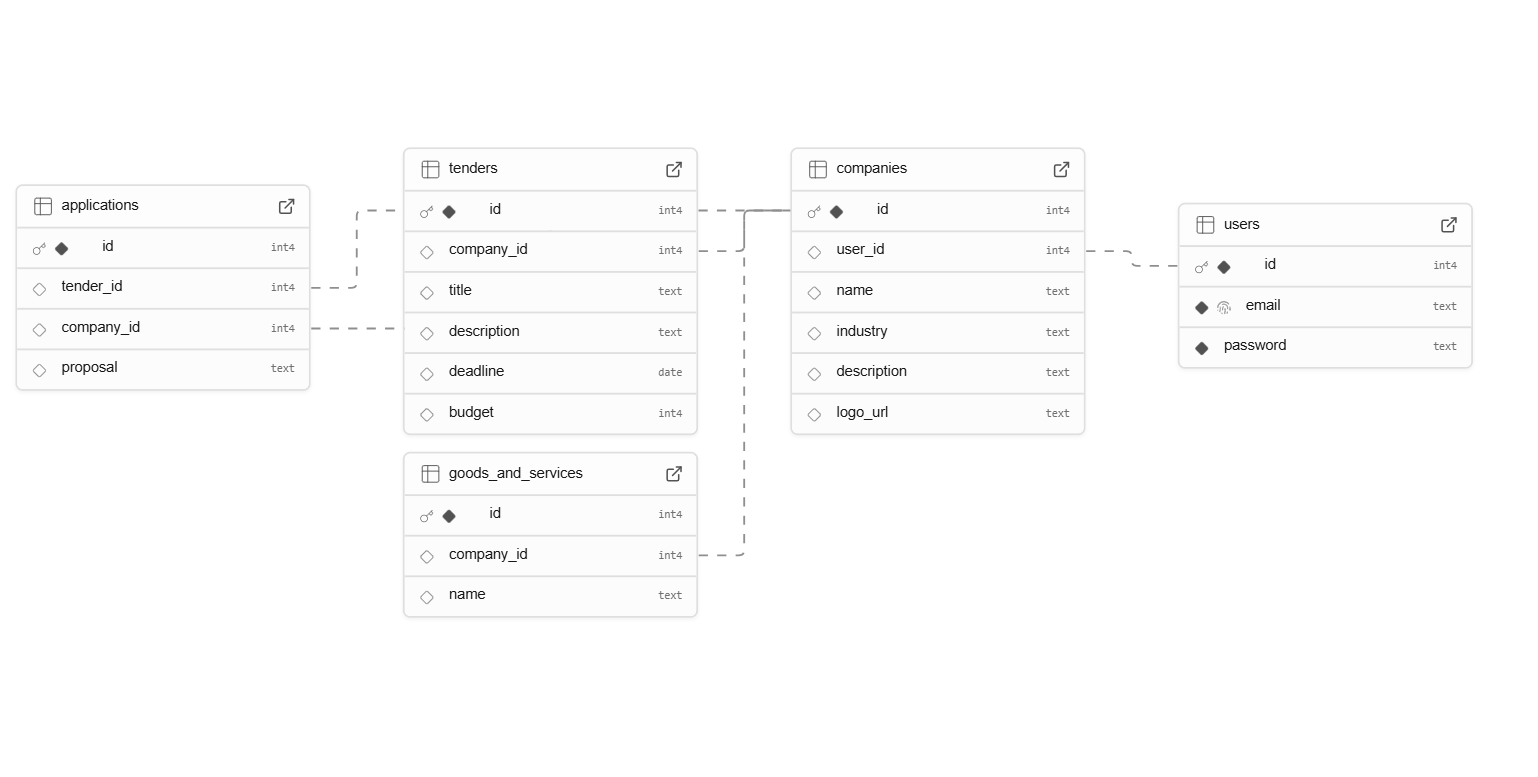 applications
id int4
tender_id int4
company_id int4
proposal text
tenders
id int4
company_id int4
title text
description text
deadline date
budget int4
goods_and_services
id int4
company_id int4
name text
companies
id int4
user_id int4
name text
industry text
description text
logo_url text
users
id int4
email text
password text